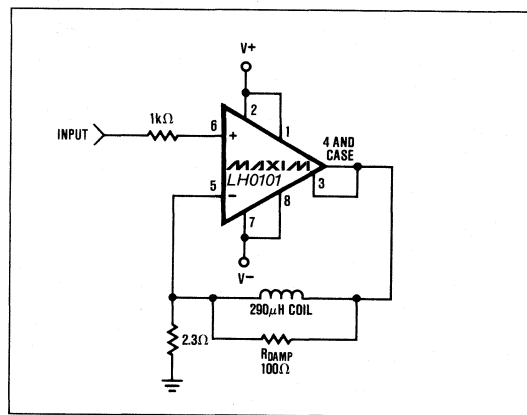 V+
1kΩ
2
INPUT
6
+
1
4 AND
CASE
MAXIM
LH0101
3
5
−
8
7
V−
290μH COIL
2.3Ω
RDAMP
100Ω